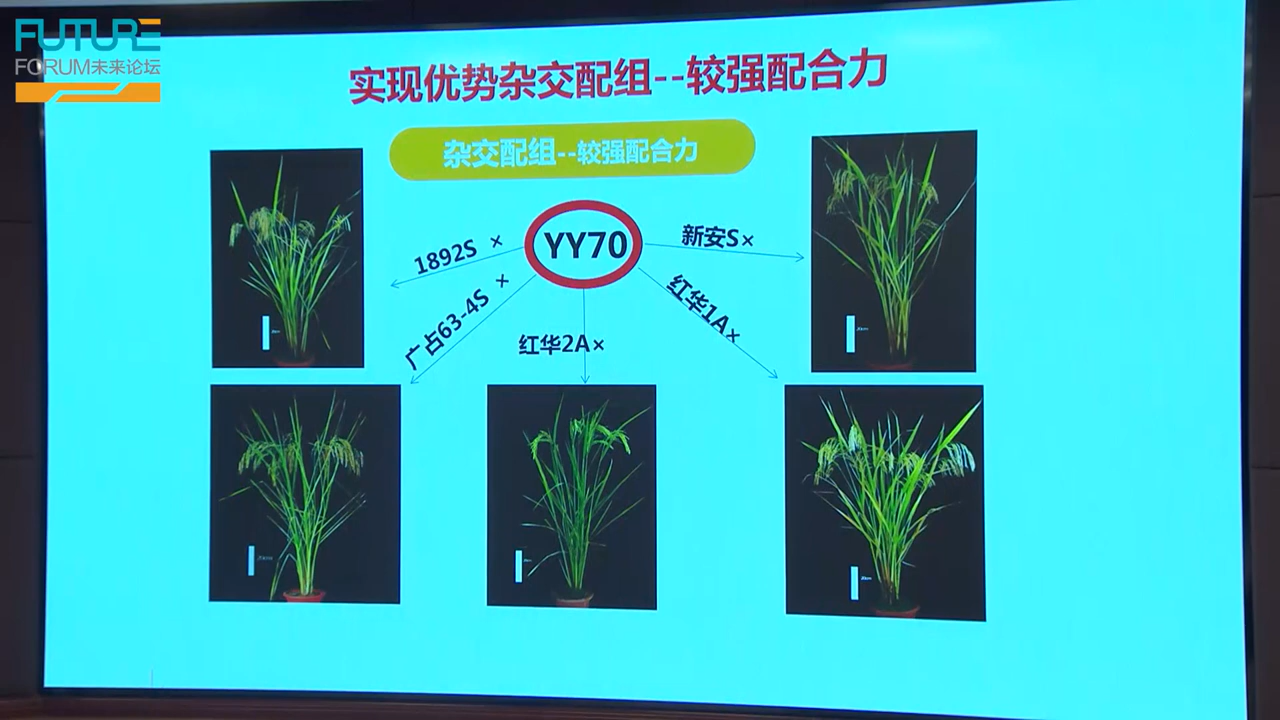 FUTURE
FORUM未来论坛
实现优势杂交配组--较强配合力
杂交配组--较强配合力
YY70
1892S ×
新安S×
广占63-4S ×
红华2A×
红华1A×